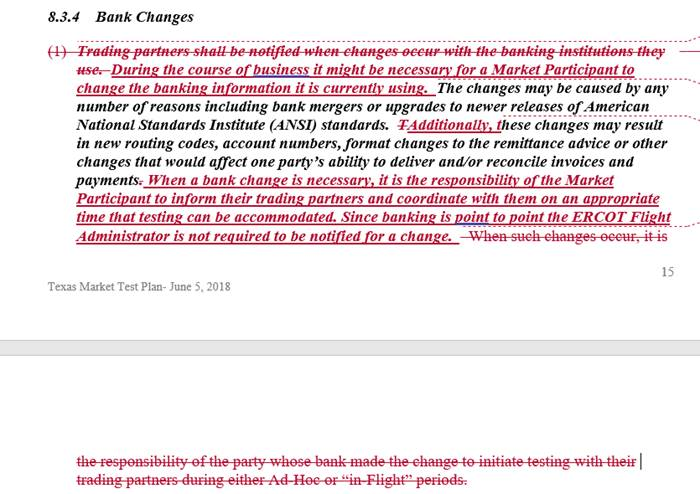 8.3.4 Bank Changes
(1) Trading partners shall be notified when changes occur with the banking institutions they
use. During the course of business it might be necessary for a Market Participant to
change the banking information it is currently using. The changes may be caused by any
number of reasons including bank mergers or upgrades to newer releases of American
National Standards Institute (ANSI) standards. TAdditionally, these changes may result
in new routing codes, account numbers, format changes to the remittance advice or other
changes that would affect one party's ability to deliver and/or reconcile invoices and
payments. When a bank change is necessary, it is the responsibility of the Market
Participant to inform their trading partners and coordinate with them on an appropriate
time that testing can be accommodated. Since banking is point to point the ERCOT Flight
Administrator is not required to be notified for a change. When such changes occur, it is
15
Texas Market Test Plan- June 5, 2018
the responsibility of the party whose bank made the change to initiate testing with their
trading partners during either Ad-Hoc or “in-Flight” periods.